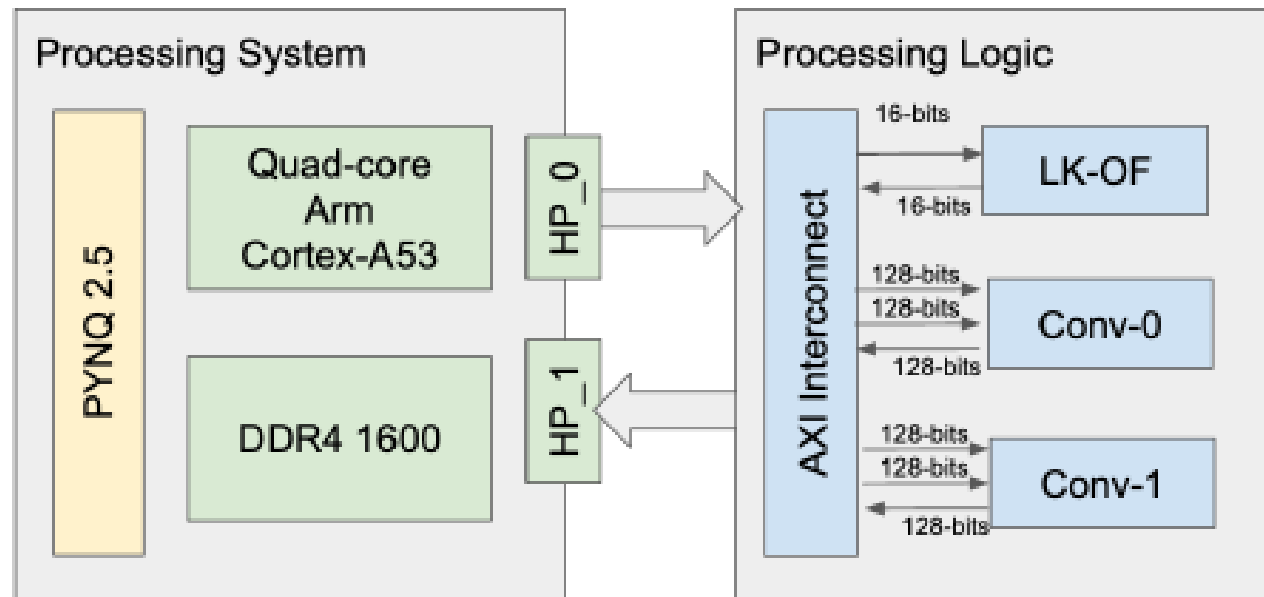 Processing System
PYNQ 2.5
Quad-core
Arm
Cortex-A53
DDR4 1600
HP_0
HP_1
Processing Logic
AXI Interconnect
16-bits
16-bits
LK-OF
128-bits
128-bits
128-bits
Conv-0
128-bits
128-bits
128-bits
Conv-1